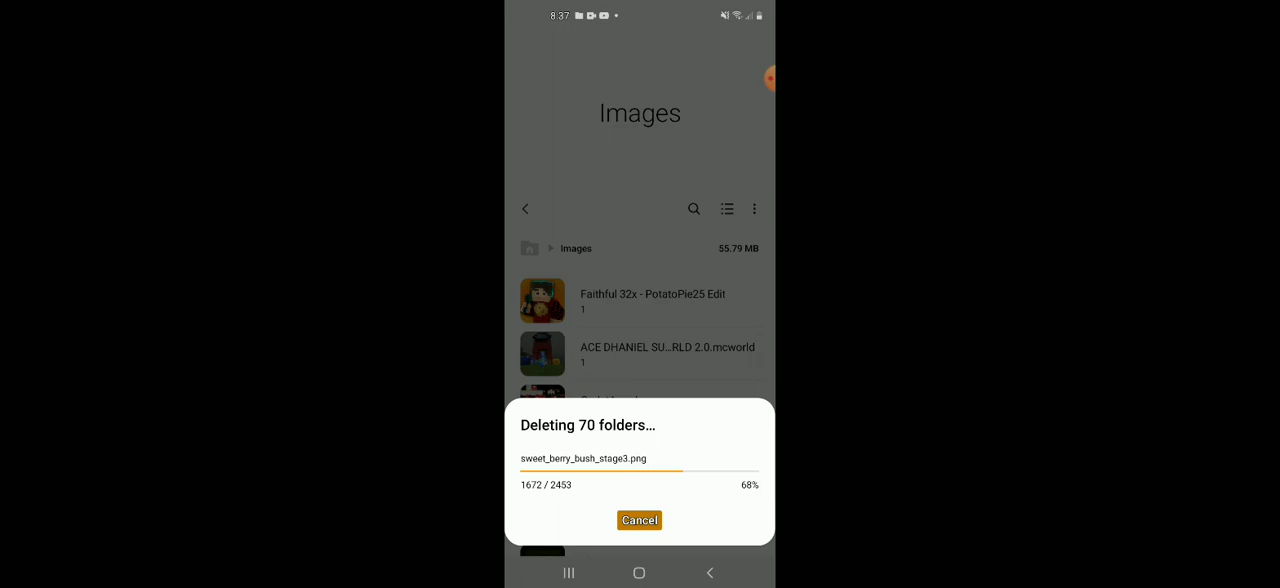 8:37
Images
Images
55.79 MB
Faithful 32x - PotatoPie25 Edit
1
ACE DHANIEL SU...RLD 2.0.mcworld
1
Deleting 70 folders...
sweet_berry_bush_stage3.png
1672 / 2453
68%
Cancel